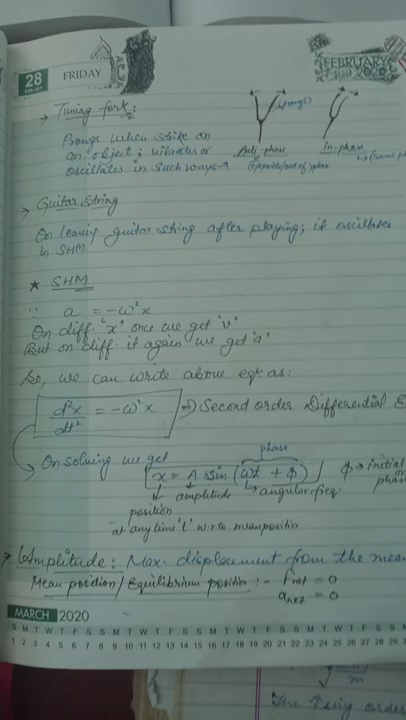 28 FRIDAY
FEBRUARY
2020
→ Tuning fork:
(prongs)
Prongs when strike on
an object; vibrates or
oscillates in such ways→
Anti-phase
(opposite/out of phase
In-phase
(same ph
→ Guitar String
On leaving guitar string after playing; it oscillates
in SHM
* SHM
∵ a = -ω²x
On diff. 'x' once we get 'v'
But on diff. it again we get 'a'
So, we can write above eqⁿ as:
d²x/dt² = -ω²x ⇒ Second order Differential E
On solving we get
phase
x = A sin (ωt + φ) φ → initial
amplitude angular freq. phas
position
at any time 't' w.r.to mean position
→ Amplitude: Max. displacement from the mea
Mean position/Equilibrium position :- Fnet = 0
anet = 0
MARCH 2020
S M T W T F S S M T W T F S S M T W T F S S M T W T F S S
1 2 3 4 5 6 7 8 9 10 11 12 13 14 15 16 17 18 19 20 21 22 23 24 25 26 27 28 29
m